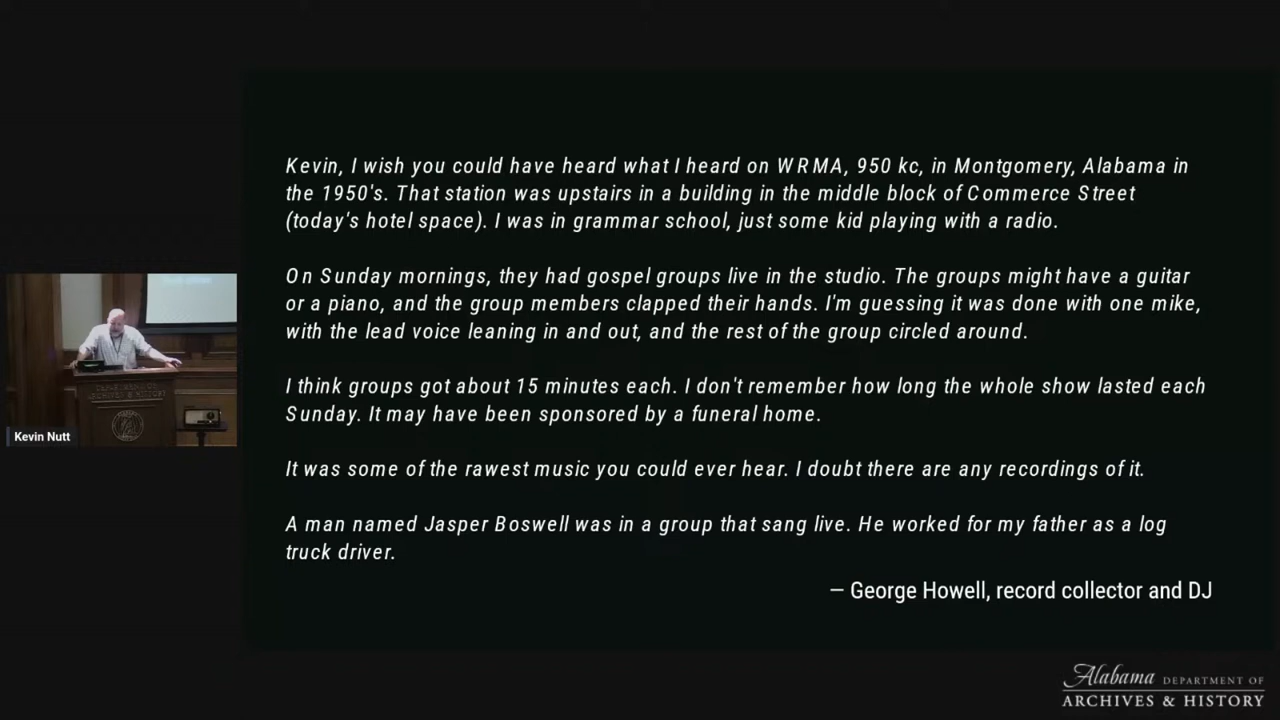 Kevin, I wish you could have heard what I heard on WRMA, 950 kc, in Montgomery, Alabama in
the 1950's. That station was upstairs in a building in the middle block of Commerce Street
(today's hotel space). I was in grammar school, just some kid playing with a radio.
On Sunday mornings, they had gospel groups live in the studio. The groups might have a guitar
or a piano, and the group members clapped their hands. I'm guessing it was done with one mike,
with the lead voice leaning in and out, and the rest of the group circled around.
I think groups got about 15 minutes each. I don't remember how long the whole show lasted each
Sunday. It may have been sponsored by a funeral home.
It was some of the rawest music you could ever hear. I doubt there are any recordings of it.
A man named Jasper Boswell was in a group that sang live. He worked for my father as a log
truck driver.
— George Howell, record collector and DJ
DEPARTMENT OF
ARCHIVES & HISTORY
Kevin Nutt
Alabama DEPARTMENT OF
ARCHIVES & HISTORY